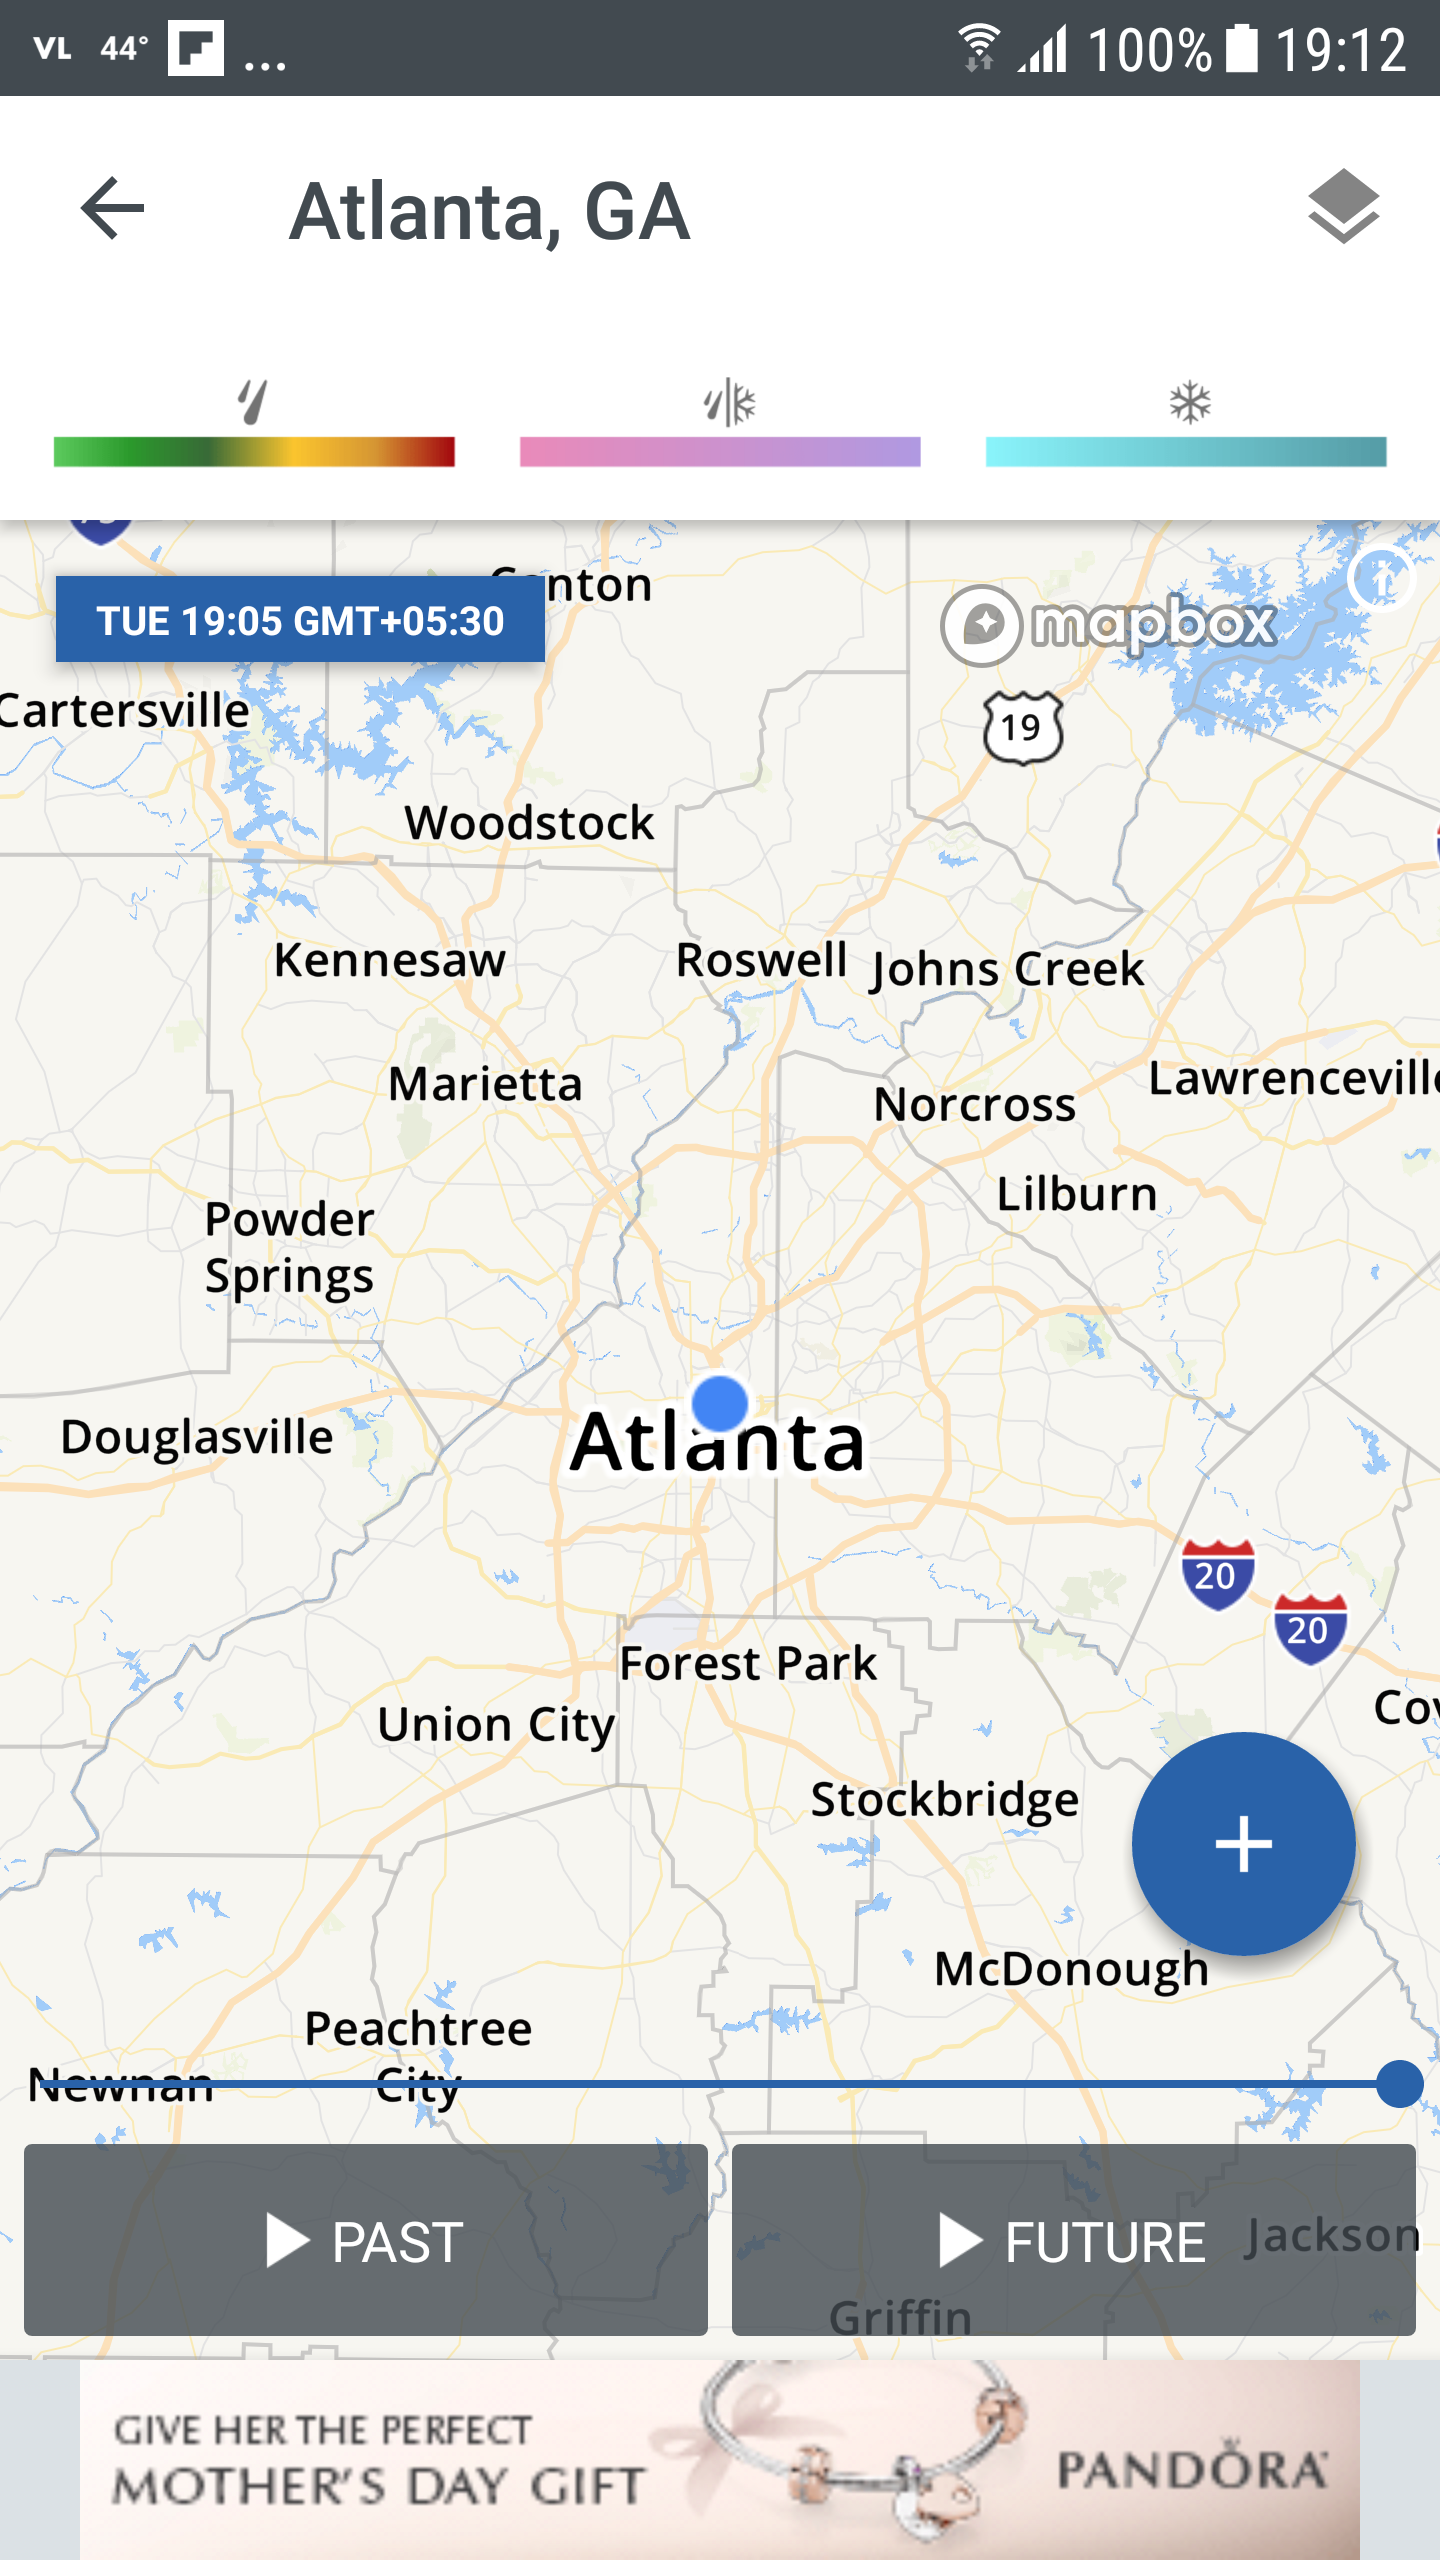 VL 44° ... 100% 19:12
Atlanta, GA
nton
TUE 19:05 GMT+05:30
mapbox
Cartersville
19
Woodstock
Kennesaw
Roswell
Johns Creek
Marietta
Norcross
Lawrenceville
Lilburn
Powder
Springs
Atlanta
Douglasville
20
20
Forest Park
Cov
Union City
Stockbridge
+
McDonough
Peachtree
City
Newnan
PAST
FUTURE
Jackson
Griffin
GIVE HER THE PERFECT
MOTHER'S DAY GIFT
PANDORA